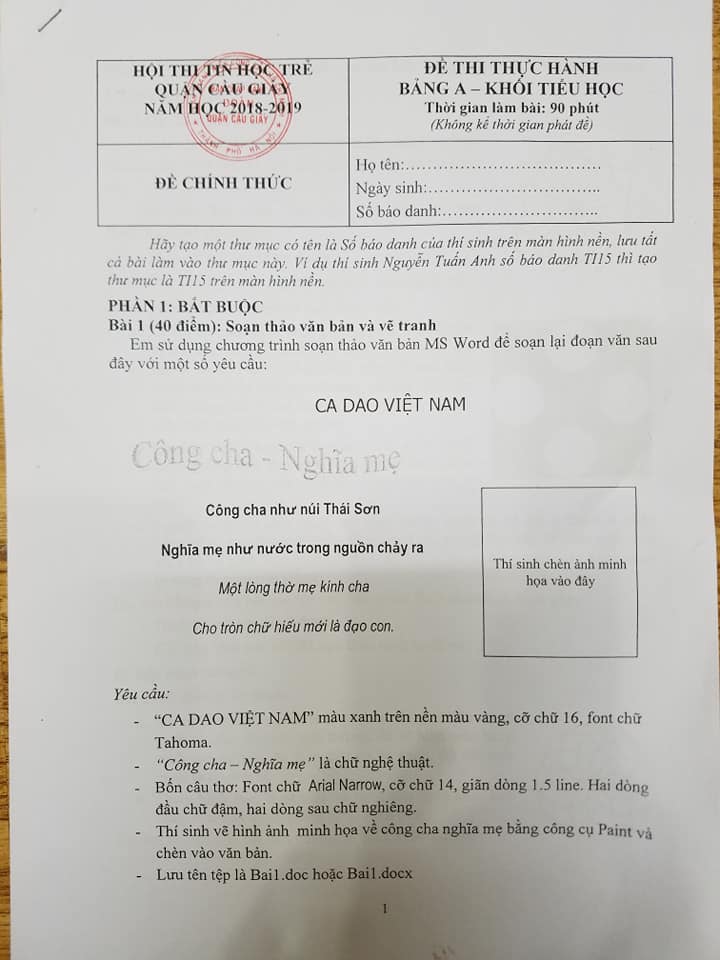 HỘI THI TIN HỌC TRẺ
QUẬN CẦU GIẤY
NĂM HỌC 2018-2019
ĐOÀN
QUẬN CẦU GIẤY
THÀNH PHỐ HÀ NỘI
ĐỀ THI THỰC HÀNH
BẢNG A – KHỐI TIỂU HỌC
Thời gian làm bài: 90 phút
(Không kể thời gian phát đề)
ĐỀ CHÍNH THỨC
Họ tên:……………………………….
Ngày sinh:…………………………..
Số báo danh:………………………..
Hãy tạo một thư mục có tên là Số báo danh của thí sinh trên màn hình nền, lưu tất
cả bài làm vào thư mục này. Ví dụ thí sinh Nguyễn Tuấn Anh số báo danh TI15 thì tạo
thư mục là TI15 trên màn hình nền.
PHẦN 1: BẮT BUỘC
Bài 1 (40 điểm): Soạn thảo văn bản và vẽ tranh
Em sử dụng chương trình soạn thảo văn bản MS Word để soạn lại đoạn văn sau
đây với một số yêu cầu:
CA DAO VIỆT NAM
Công cha - Nghĩa mẹ
Công cha như núi Thái Sơn
Nghĩa mẹ như nước trong nguồn chảy ra
Một lòng thờ mẹ kính cha
Cho tròn chữ hiếu mới là đạo con.
Thí sinh chèn ảnh minh
họa vào đây
Yêu cầu:
- “CA DAO VIỆT NAM” màu xanh trên nền màu vàng, cỡ chữ 16, font chữ
Tahoma.
- “Công cha – Nghĩa mẹ” là chữ nghệ thuật.
- Bốn câu thơ: Font chữ Arial Narrow, cỡ chữ 14, giãn dòng 1.5 line. Hai dòng
đầu chữ đậm, hai dòng sau chữ nghiêng.
- Thí sinh vẽ hình ảnh minh họa về công cha nghĩa mẹ bằng công cụ Paint và
chèn vào văn bản.
- Lưu tên tệp là Bai1.doc hoặc Bai1.docx
1